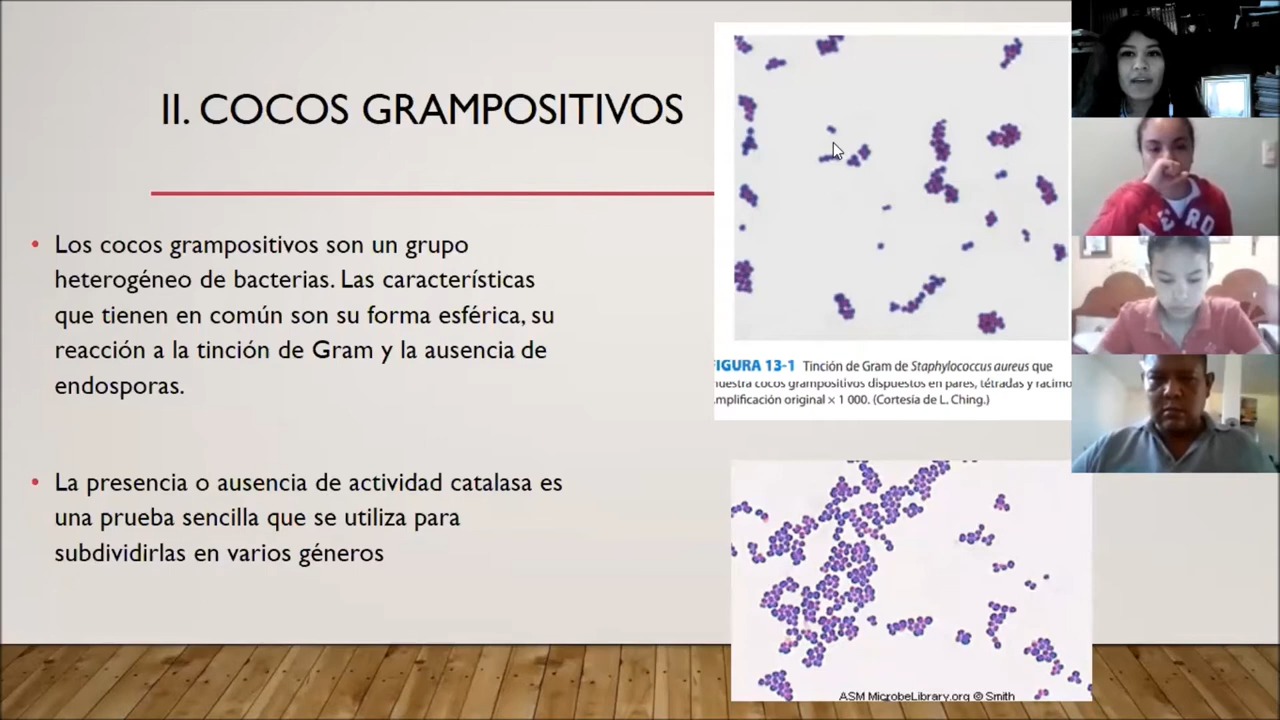 II. COCOS GRAMPOSITIVOS
• Los cocos grampositivos son un grupo
heterogéneo de bacterias. Las características
que tienen en común son su forma esférica, su
reacción a la tinción de Gram y la ausencia de
endosporas.
• La presencia o ausencia de actividad catalasa es
una prueba sencilla que se utiliza para
subdividirlas en varios géneros
IGURA 13-1 Tinción de Gram de Staphylococcus aureus que
uestra cocos grampositivos dispuestos en pares, tétradas y racimo
mplificación original × 1 000. (Cortesía de L. Ching.)
ASM MicrobeLibrary.org © Smith